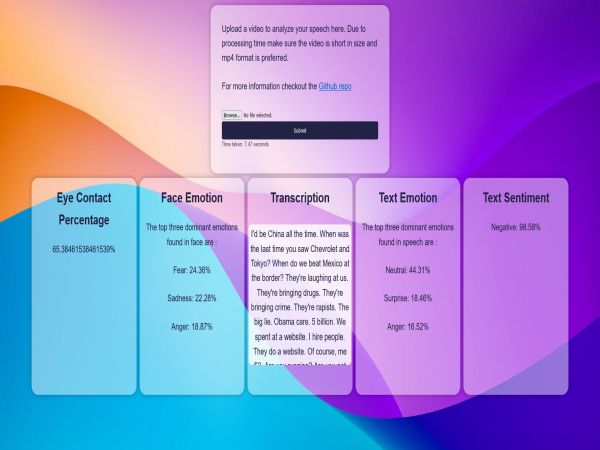 Upload a video to analyze your speech here. Due to
processing time make sure the video is short in size and
mp4 format is preferred.
For more information checkout the Github repo
Browse... No file selected.
Submit
Time taken: 7.47 seconds
Eye Contact
Percentage
65.38461538461539%
Face Emotion
The top three dominant emotions
found in face are :
Fear: 24.36%
Sadness: 22.28%
Anger: 18.87%
Transcription
I'd be China all the time. When was
the last time you saw Chevrolet and
Tokyo? When do we beat Mexico at
the border? They're laughing at us.
They're bringing drugs. They're
bringing crime. They're rapists. The
big lie. Obama care. 5 billion. We
spent at a website. I hire people.
They do a website. Of course, me
Text Emotion
The top three dominant emotions
found in speech are :
Neutral: 44.31%
Surprise: 18.46%
Anger: 16.52%
Text Sentiment
Negative: 98.58%